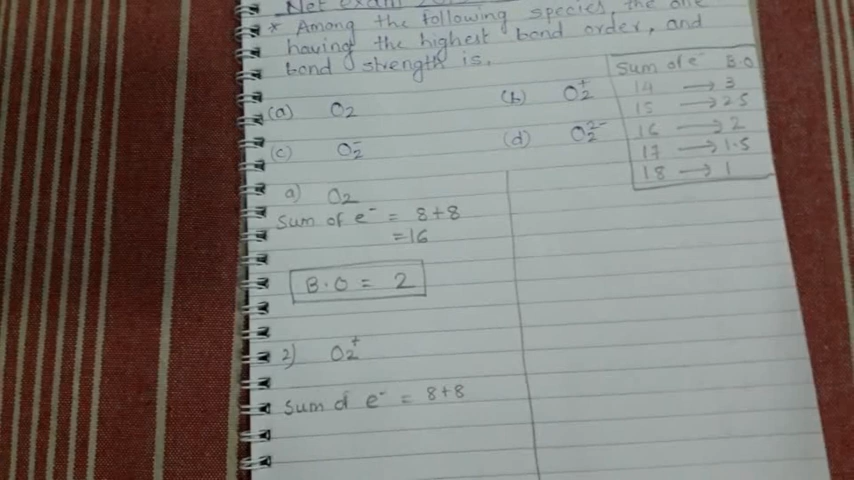 Net exam
* Among the following species, the one
having the highest bond order, and
bond strength is.
(a) O₂ (b) O₂⁺
(c) O₂⁻ (d) O₂²⁻
Sum of e⁻ B.O
14 → 3
15 → 2.5
16 → 2
17 → 1.5
18 → 1
a) O₂
Sum of e⁻ = 8+8
=16
B.O = 2
2) O₂⁺
Sum of e⁻ = 8+8